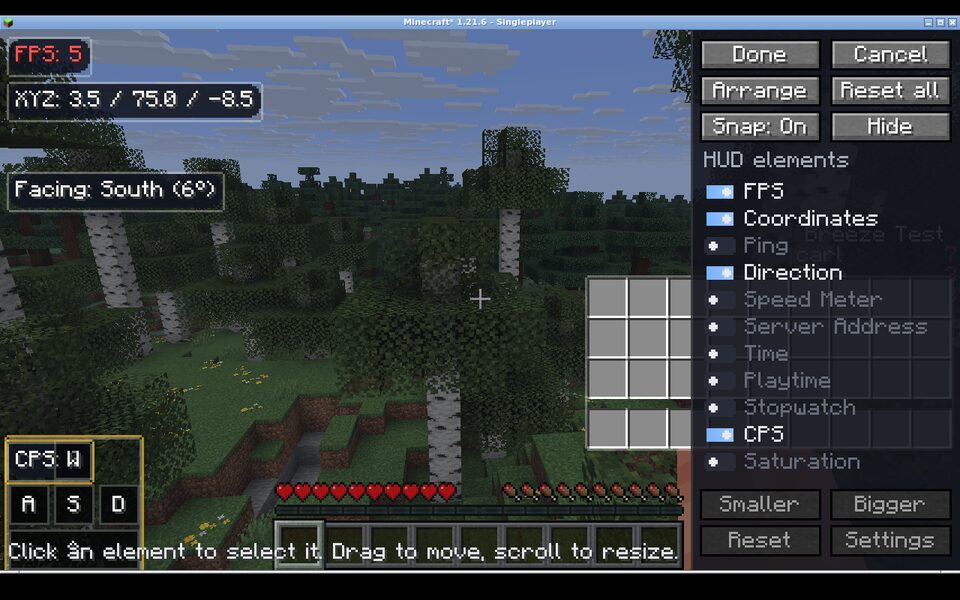 Minecraft* 1.21.6 - Singleplayer
FPS: 5
XYZ: 3.5 / 75.0 / -8.5
Facing: South (6°)
Done
Cancel
Arrange
Reset all
Snap: On
Hide
HUD elements
FPS
Coordinates
Ping
Direction
Speed Meter
Server Address
Time
Playtime
Stopwatch
CPS
Saturation
Smaller
Bigger
Reset
Settings
Breeze Test
CPS W
A S D
Click an element to select it. Drag to move, scroll to resize.